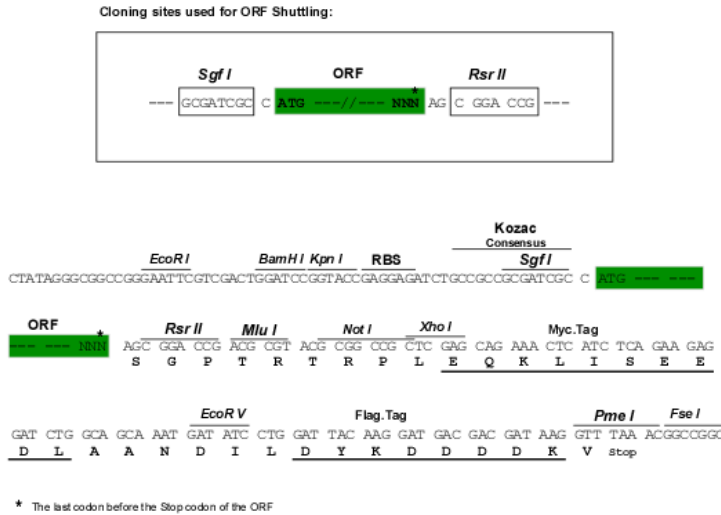 Cloning sites used for ORF Shuttling:
Sgf I ORF Rsr II
*
--- GCGATCGC C ATG ---//--- NNN AG C GGA CCG ---
Kozac
Consensus
EcoR I BamH I Kpn I RBS Sgf I
CTATAGGGCGGCCGGGAATTCGTCGACTGGATCCGGTACCGAGGAGATCTGCCGCCGCGATCGC C ATG --- ---
ORF
* Rsr II Mlu I Not I Xho I Myc.Tag
--- --- NNN AGC GGA CCG ACG CGT ACG CGG CCG CTC GAG CAG AAA CTC ATC TCA GAA GAG
S G P T R T R P L E Q K L I S E E
EcoR V Flag.Tag Pme I Fse I
GAT CTG GCA GCA AAT GAT ATC CTG GAT TAC AAG GAT GAC GAC GAT AAG GTT TAA ACGGCCGGC
D L A A N D I L D Y K D D D D K V Stop
* The last codon before the Stop codon of the ORF